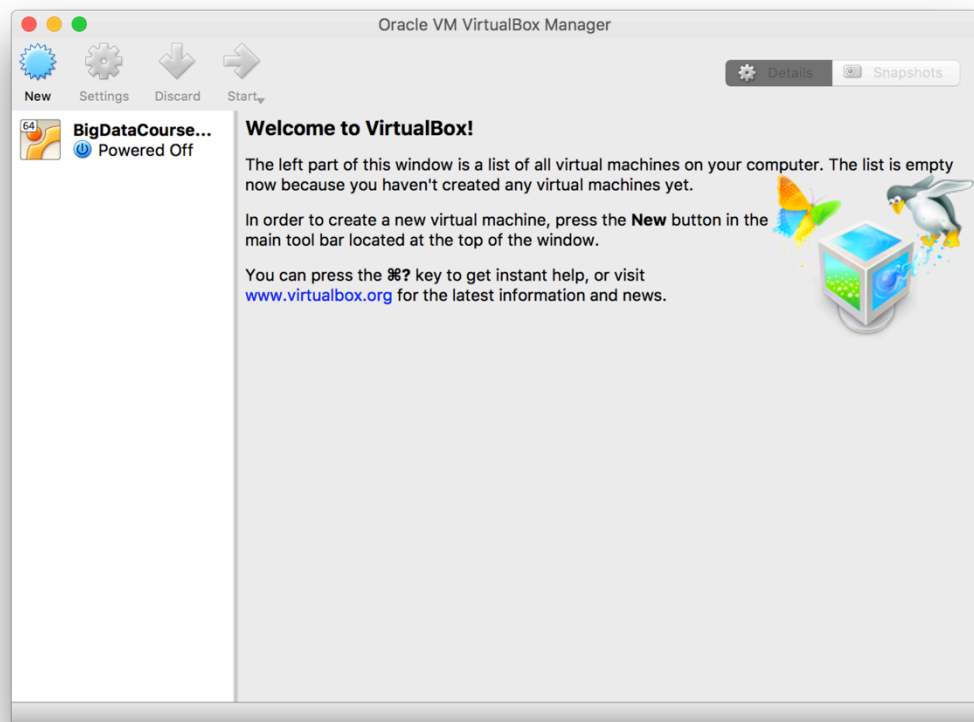 Oracle VM VirtualBox Manager
New Settings Discard Start
Details Snapshots
64
BigDataCourse...
Powered Off
Welcome to VirtualBox!
The left part of this window is a list of all virtual machines on your computer. The list is empty
now because you haven't created any virtual machines yet.
In order to create a new virtual machine, press the New button in the
main tool bar located at the top of the window.
You can press the ⌘? key to get instant help, or visit
www.virtualbox.org for the latest information and news.